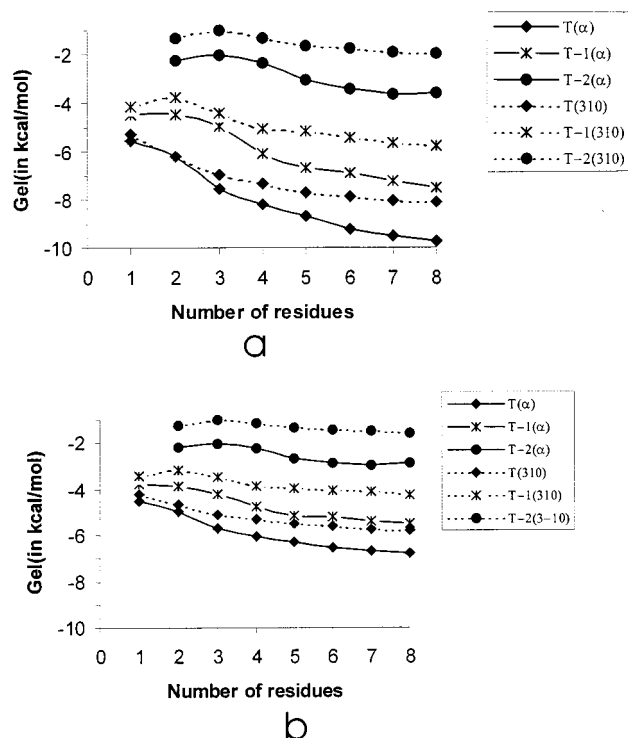 -2
-4
-6
-8
-10
Gel(in kcal/mol)
0 1 2 3 4 5 6 7 8
Number of residues
T(α)
T-1(α)
T-2(α)
T(310)
T-1(310)
T-2(310)
a
-2
-4
-6
-8
-10
Gel(in kcal/mol)
0 1 2 3 4 5 6 7 8
Number of residues
T(α)
T-1(α)
T-2(α)
T(310)
T-1(310)
T-2(3-10)
b